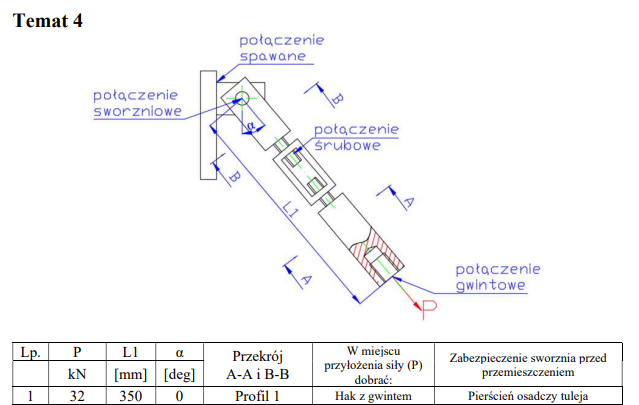 Temat 4
połączenie
spawane
połączenie
sworzniowe
B
α
połączenie
śrubowe
B
L1
A
A
połączenie
gwintowe
P
Lp. P L1 α Przekrój A-A i B-B W miejscu przyłożenia siły (P) dobrać: Zabezpieczenie sworznia przed przemieszczeniem
kN [mm] [deg]
1 32 350 0 Profil 1 Hak z gwintem Pierścień osadczy tuleja